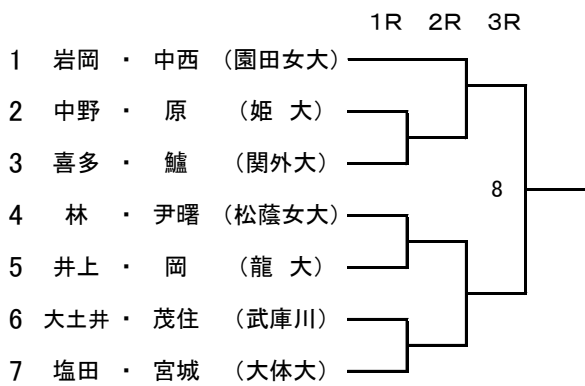 1R 2R 3R
1 岩岡 ・ 中西 (園田女大)
2 中野 ・ 原 (姫 大)
3 喜多 ・ 鱸 (関外大)
8
4 林 ・ 尹曙 (松蔭女大)
5 井上 ・ 岡 (龍 大)
6 大土井 ・ 茂住 (武庫川)
7 塩田 ・ 宮城 (大体大)